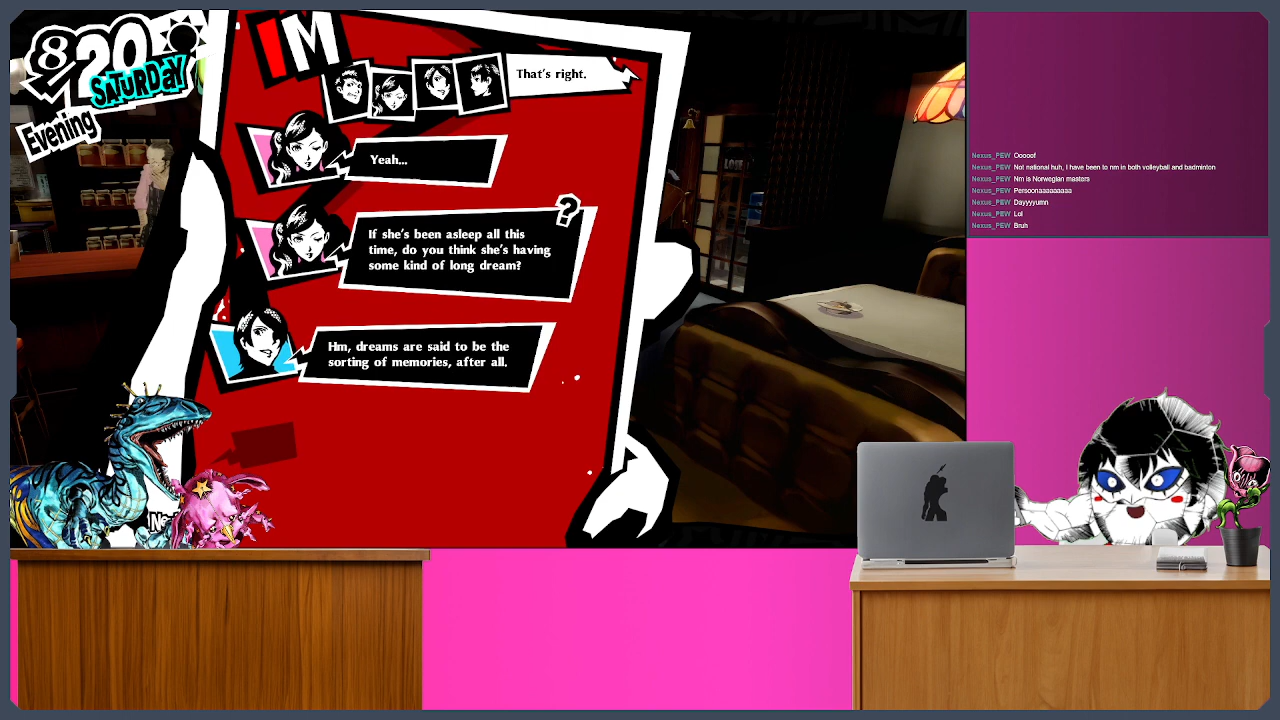 8/20
SATURDAY
Evening
IM
That's right.
Yeah...
?
If she's been asleep all this
time, do you think she's having
some kind of long dream?
Hm, dreams are said to be the
sorting of memories, after all.
Nexus_PEW Ooooof
Nexus_PEW Not national huh, I have been to nm in both volleyball and badminton
Nexus_PEW Nm is Norwegian masters
Nexus_PEW Persoonaaaaaaaa
Nexus_PEW Dayyyyumn
Nexus_PEW Lol
Nexus_PEW Bruh